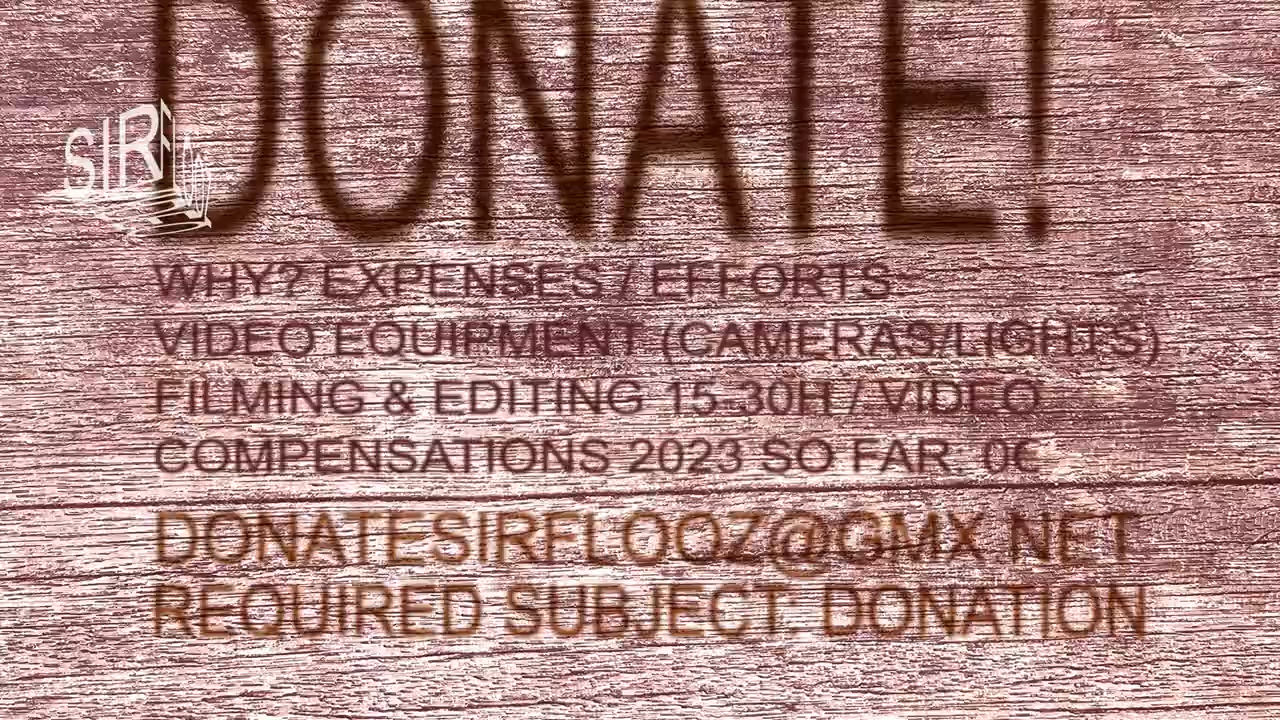 DONATE!
SIRFLOO
WHY? EXPENSES / EFFORTS:
VIDEO EQUIPMENT (CAMERAS/LIGHTS)
FILMING & EDITING 15-30H / VIDEO
COMPENSATIONS 2023 SO FAR: 0€
DONATESIRFLOOZ@GMX.NET
REQUIRED SUBJECT: DONATION